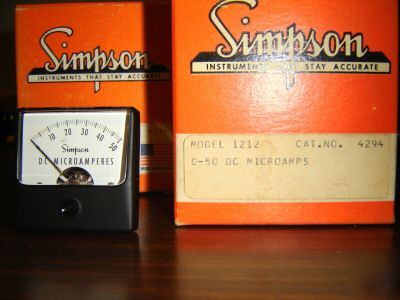 Simpson
INSTRUMENTS THAT STAY ACCURATE
Simpson
INSTRUMENTS THAT STAY ACCURATE
MODEL 1212 CAT.NO. 4294
0-50 DC MICROAMPS
0 10 20 30 40 50
Simpson
DC MICROAMPERES